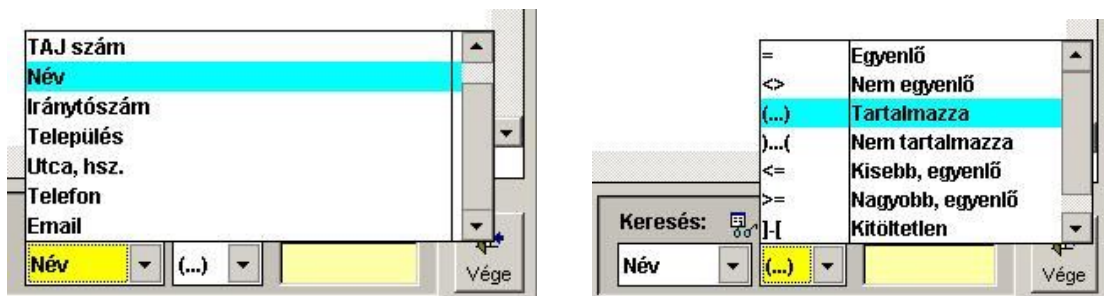 TAJ szám
Név
Iránytószám
Település
Utca, hsz.
Telefon
Email
Név (...)
Vége
= Egyenlő
<> Nem egyenlő
(...) Tartalmazza
)...( Nem tartalmazza
<= Kisebb, egyenlő
>= Nagyobb, egyenlő
]-[ Kitöltetlen
Keresés:
Név (...)
Vége